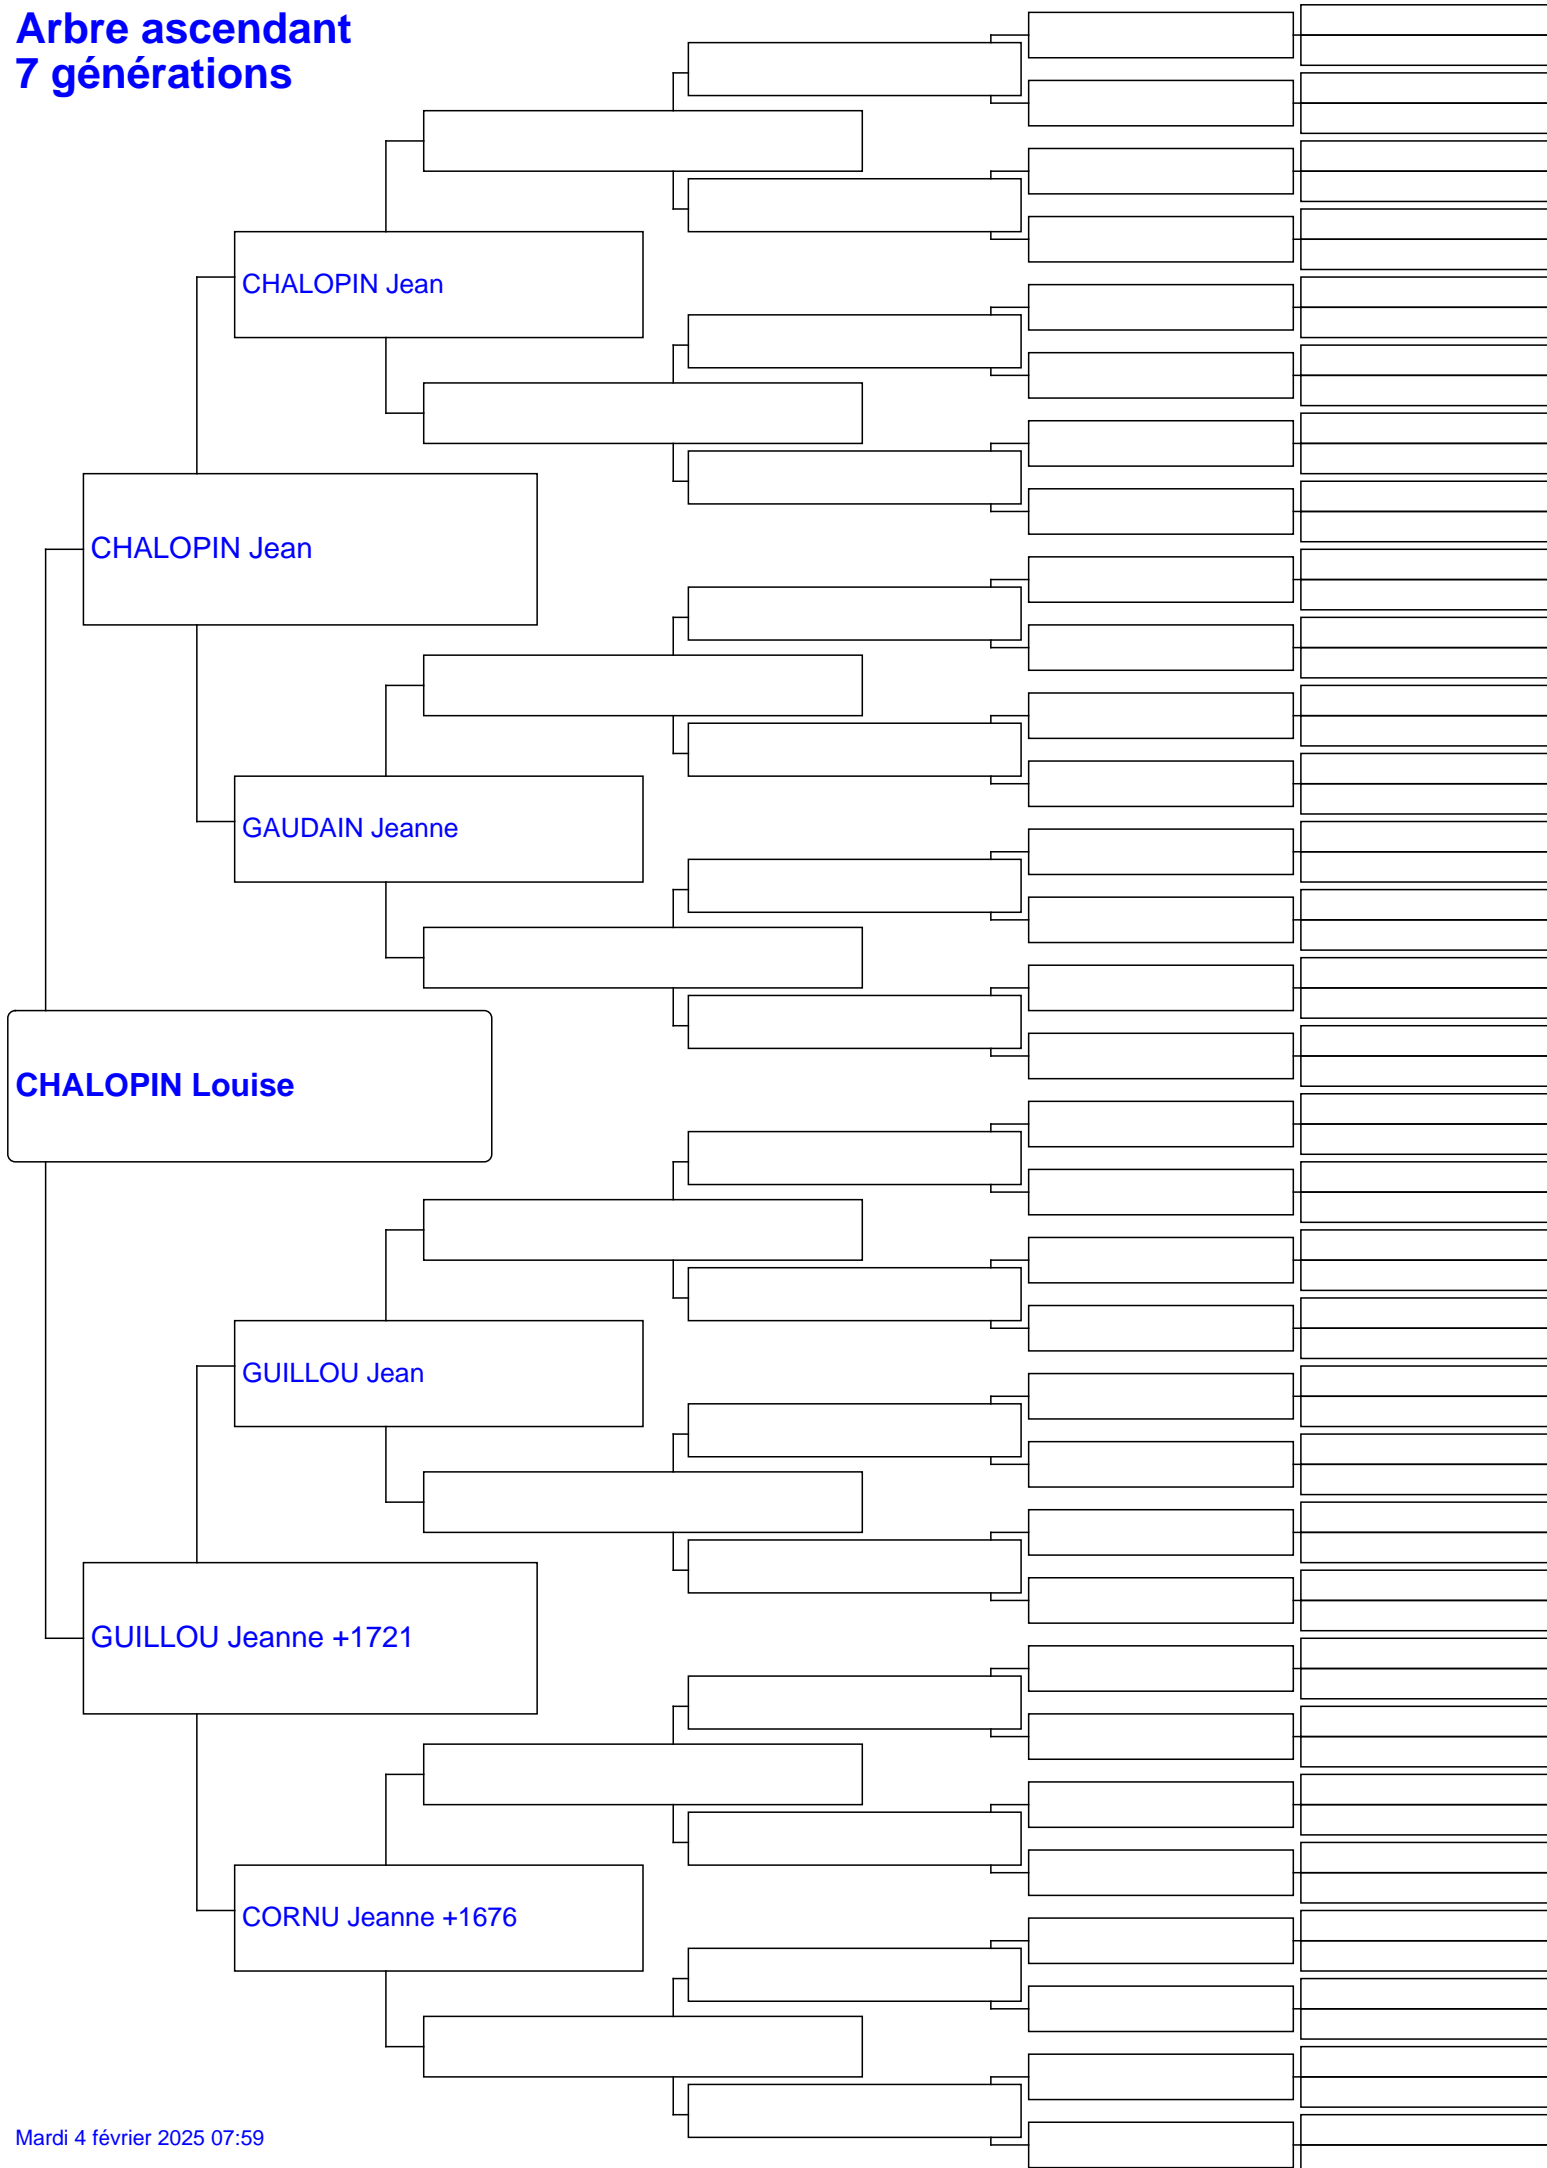 Arbre ascendant
7 générations
CHALOPIN Jean
CHALOPIN Jean
GAUDAIN Jeanne
CHALOPIN Louise
GUILLOU Jean
GUILLOU Jeanne +1721
CORNU Jeanne +1676
Mardi 4 février 2025 07:59